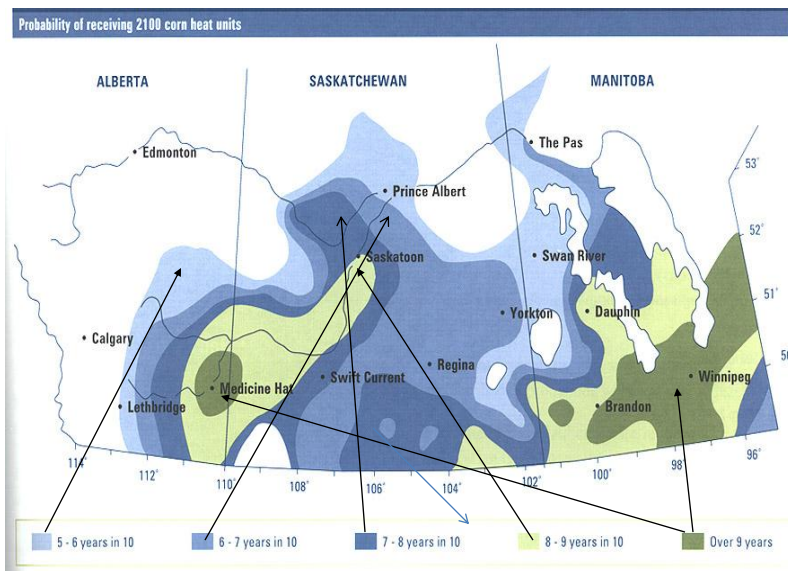 Probability of receiving 2100 corn heat units
ALBERTA SASKATCHEWAN MANITOBA
Edmonton
The Pas
53°
Prince Albert
52°
Saskatoon
Swan River
51°
Calgary
Yorkton
Dauphin
50
Regina
Medicine Hat
Swift Current
Winnipeg
Lethbridge
Brandon
114°
112°
110°
108°
106°
104°
102°
100°
98°
96°
5 - 6 years in 10
6 - 7 years in 10
7 - 8 years in 10
8 - 9 years in 10
Over 9 years